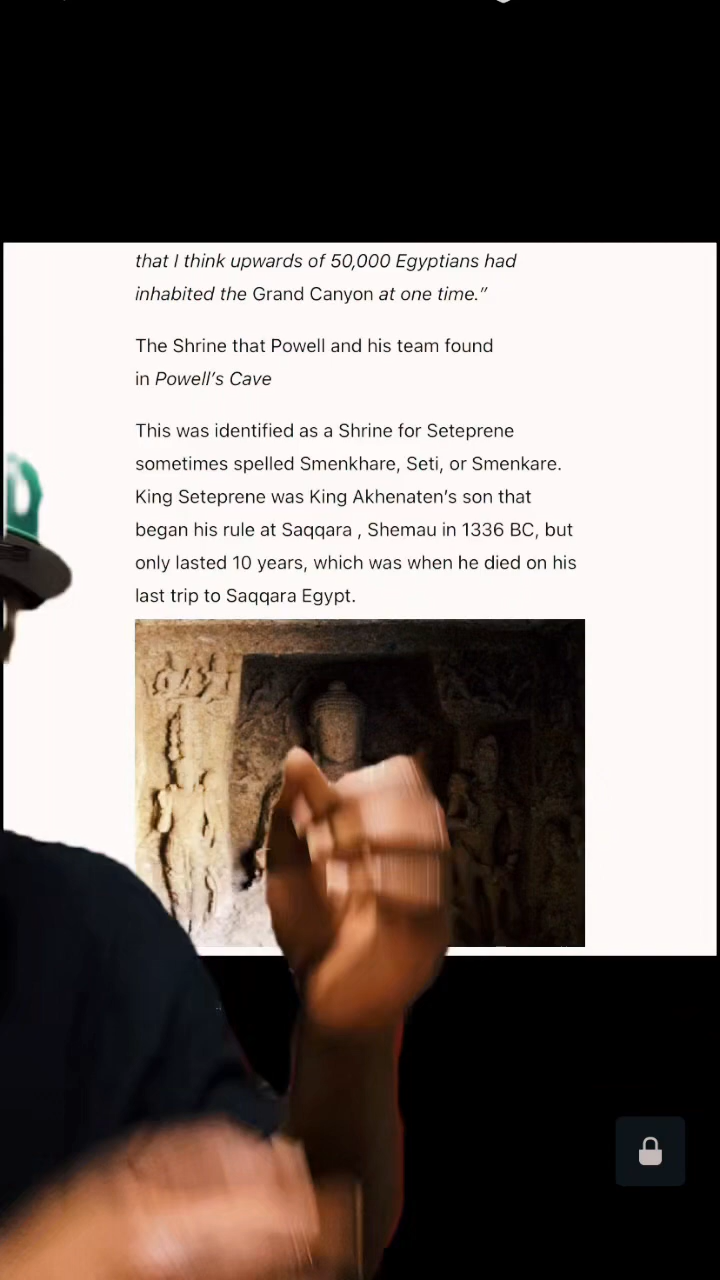 that I think upwards of 50,000 Egyptians had
inhabited the Grand Canyon at one time.”
The Shrine that Powell and his team found
in Powell’s Cave
This was identified as a Shrine for Seteprene
sometimes spelled Smenkhare, Seti, or Smenkare.
King Seteprene was King Akhenaten’s son that
began his rule at Saqqara , Shemau in 1336 BC, but
only lasted 10 years, which was when he died on his
last trip to Saqqara Egypt.